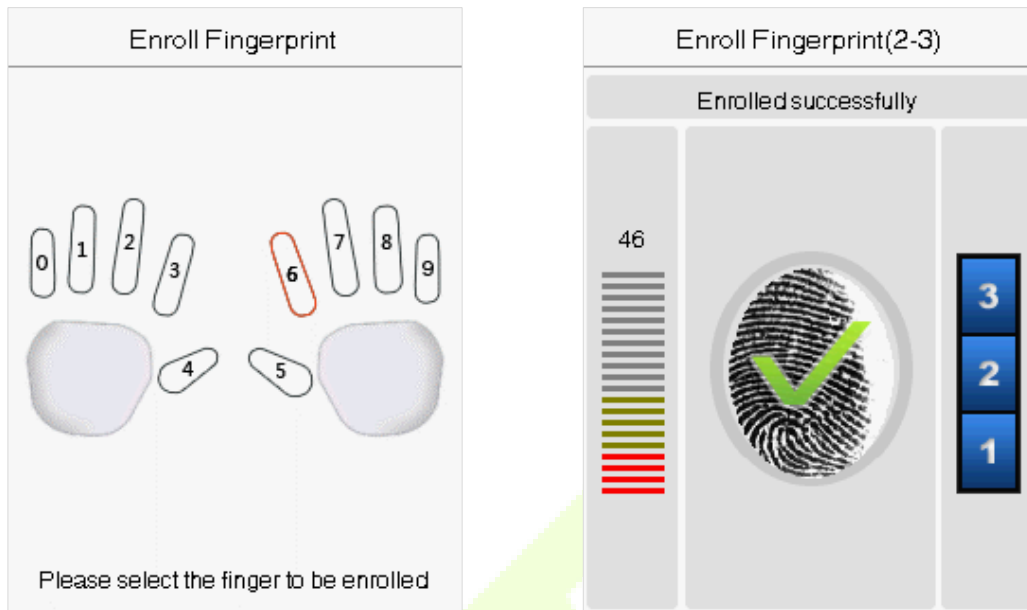 Enroll Fingerprint
0 1 2 3 6 7 8 9
4 5
Please select the finger to be enrolled
Enroll Fingerprint(2-3)
Enrolled successfully
46
3
2
1